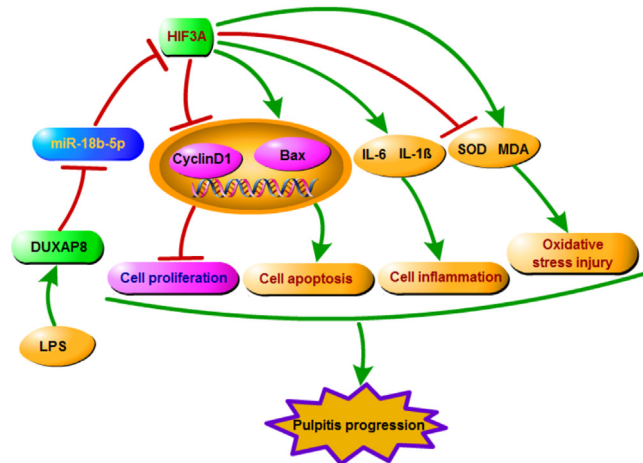 HIF3A
miR-18b-5p
CyclinD1
Bax
IL-6 IL-1ß
SOD MDA
DUXAP8
Cell proliferation
Cell apoptosis
Cell inflammation
Oxidative
stress injury
LPS
Pulpitis progression